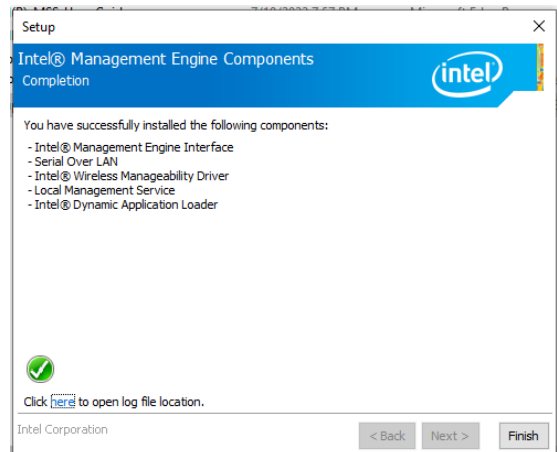 Setup
Intel® Management Engine Components
Completion
intel
You have successfully installed the following components:
- Intel® Management Engine Interface
- Serial Over LAN
- Intel® Wireless Manageability Driver
- Local Management Service
- Intel® Dynamic Application Loader
Click here to open log file location.
Intel Corporation
< Back Next > Finish